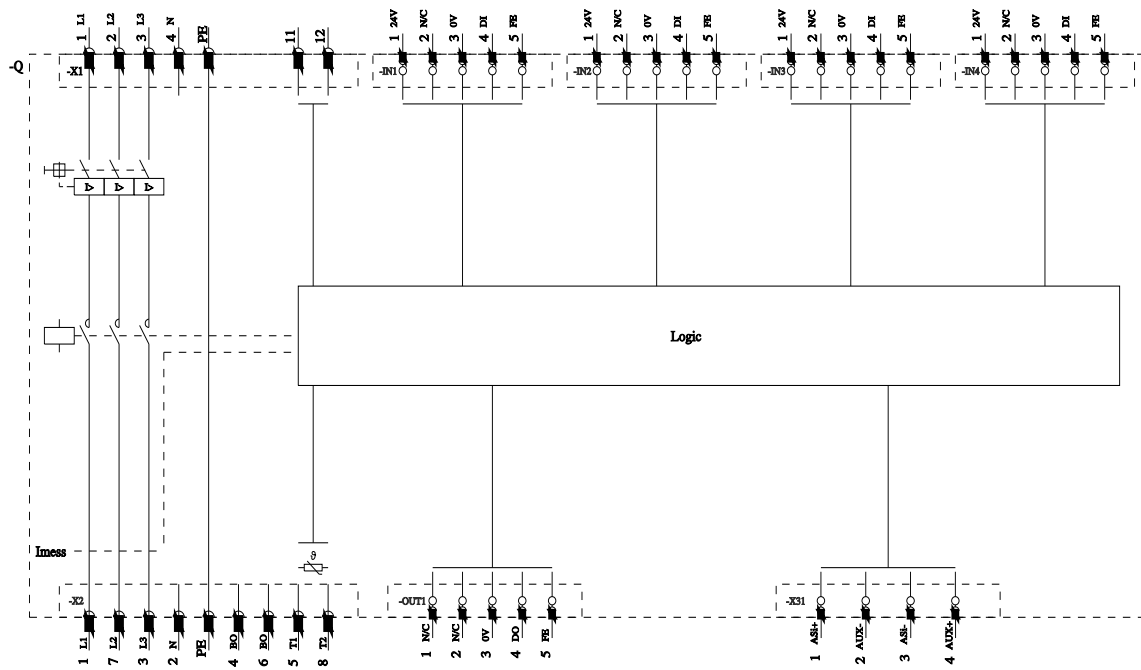 1 L1
2 L2
3 L3
4 N
PE
11
12
1 24V
2 N/C
3 0V
4 DI
5 FE
1 24V
2 N/C
3 0V
4 DI
5 FE
1 24V
2 N/C
3 0V
4 DI
5 FE
1 24V
2 N/C
3 0V
4 DI
5 FE
-Q
-X1
-IN1
-IN2
-IN3
-IN4
I>
I>
I>
Logic
Imess
ϑ
-X2
-OUT1
-X31
1 L1
7 L2
3 L3
2 N
PE
4 BO
6 BO
5 T1
8 T2
1 N/C
2 N/C
3 0V
4 DO
5 FE
1 ASi+
2 AUX-
3 ASi-
4 AUX+